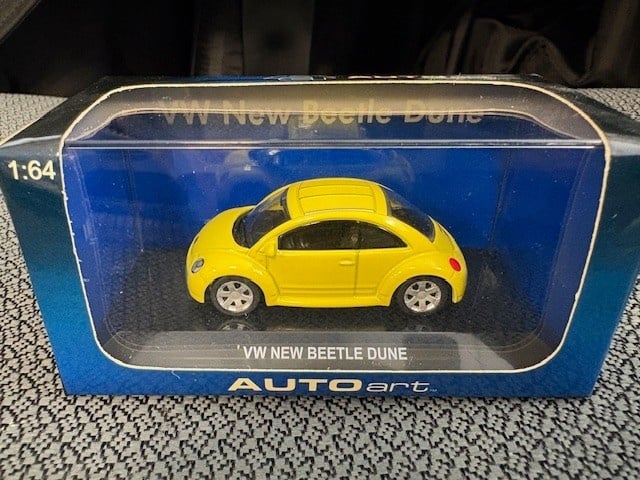 VW New Beetle Dune
1:64
'VW NEW BEETLE DUNE
AUTOart